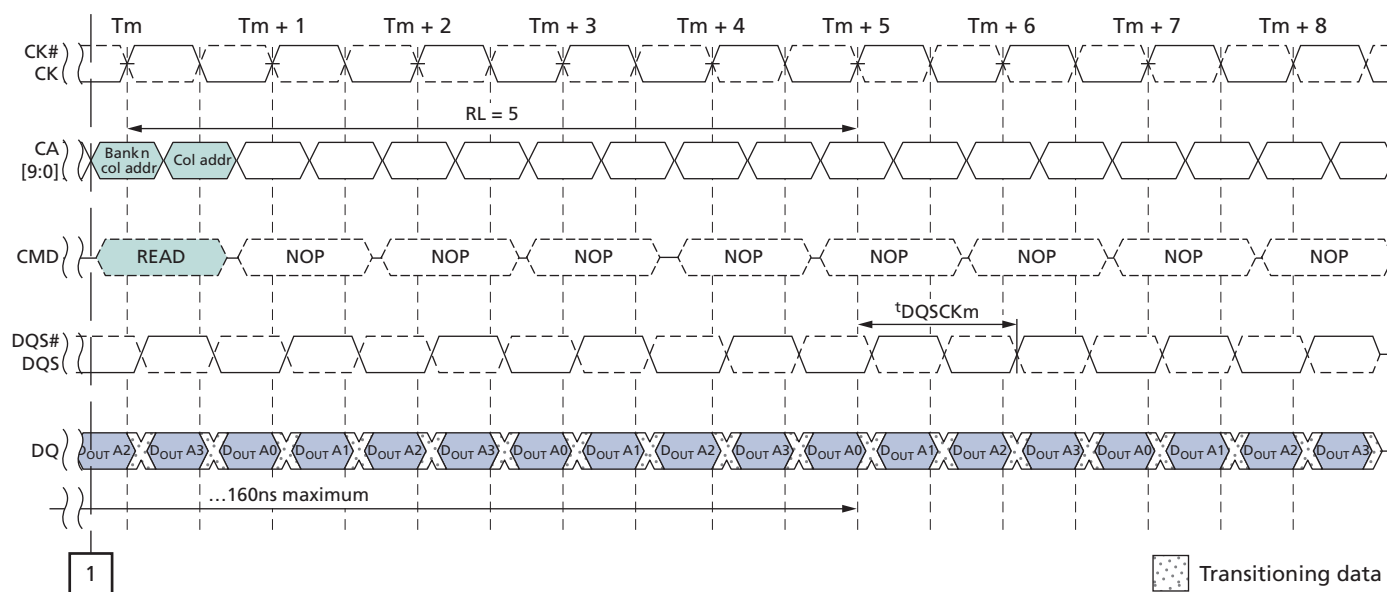 Tm Tm + 1 Tm + 2 Tm + 3 Tm + 4 Tm + 5 Tm + 6 Tm + 7 Tm + 8
CK#
CK
RL = 5
CA
[9:0]
Bank n
col addr
Col addr
CMD READ NOP NOP NOP NOP NOP NOP NOP NOP
tDQSCKm
DQS#
DQS
DQ DOUT A2 DOUT A3 DOUT A0 DOUT A1 DOUT A2 DOUT A3 DOUT A0 DOUT A1 DOUT A2 DOUT A3 DOUT A0 DOUT A1 DOUT A2 DOUT A3 DOUT A0 DOUT A1 DOUT A2 DOUT A3
…160ns maximum
1
Transitioning data